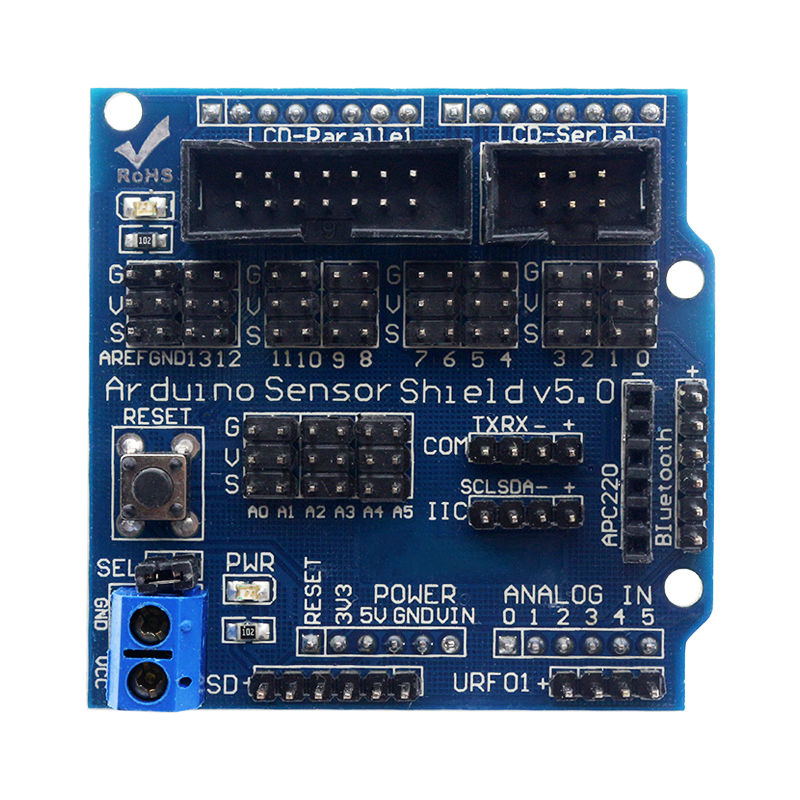 LCD-Parallel LCD-Serial
RoHS
102
G G G G
V V V V
S S S S
AREFGND1312 1110 9 8 7 6 5 4 3 2 1 0
Arduino Sensor Shield v5.0 - +
RESET
G TXRX- +
V COM
S SCLSDA- +
A0 A1 A2 A3 A4 A5 IIC
APC220
Bluetooth
SEL PWR
GND
VCC
102
RESET
3V3
POWER ANALOG IN
5V GNDVIN 0 1 2 3 4 5
SD+ URF01+